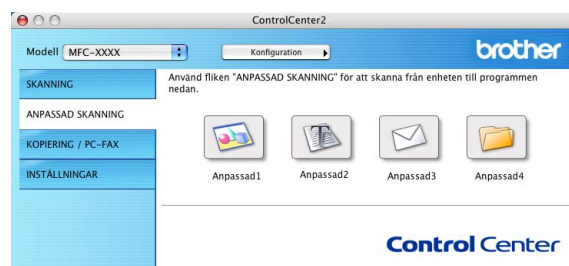 ControlCenter2
Modell MFC-XXXX Konfiguration brother
SKANNING
ANPASSAD SKANNING
KOPIERING / PC-FAX
INSTÄLLNINGAR
Använd fliken "ANPASSAD SKANNING" för att skanna från enheten till programmen
nedan.
Anpassad1 Anpassad2 Anpassad3 Anpassad4
Control Center